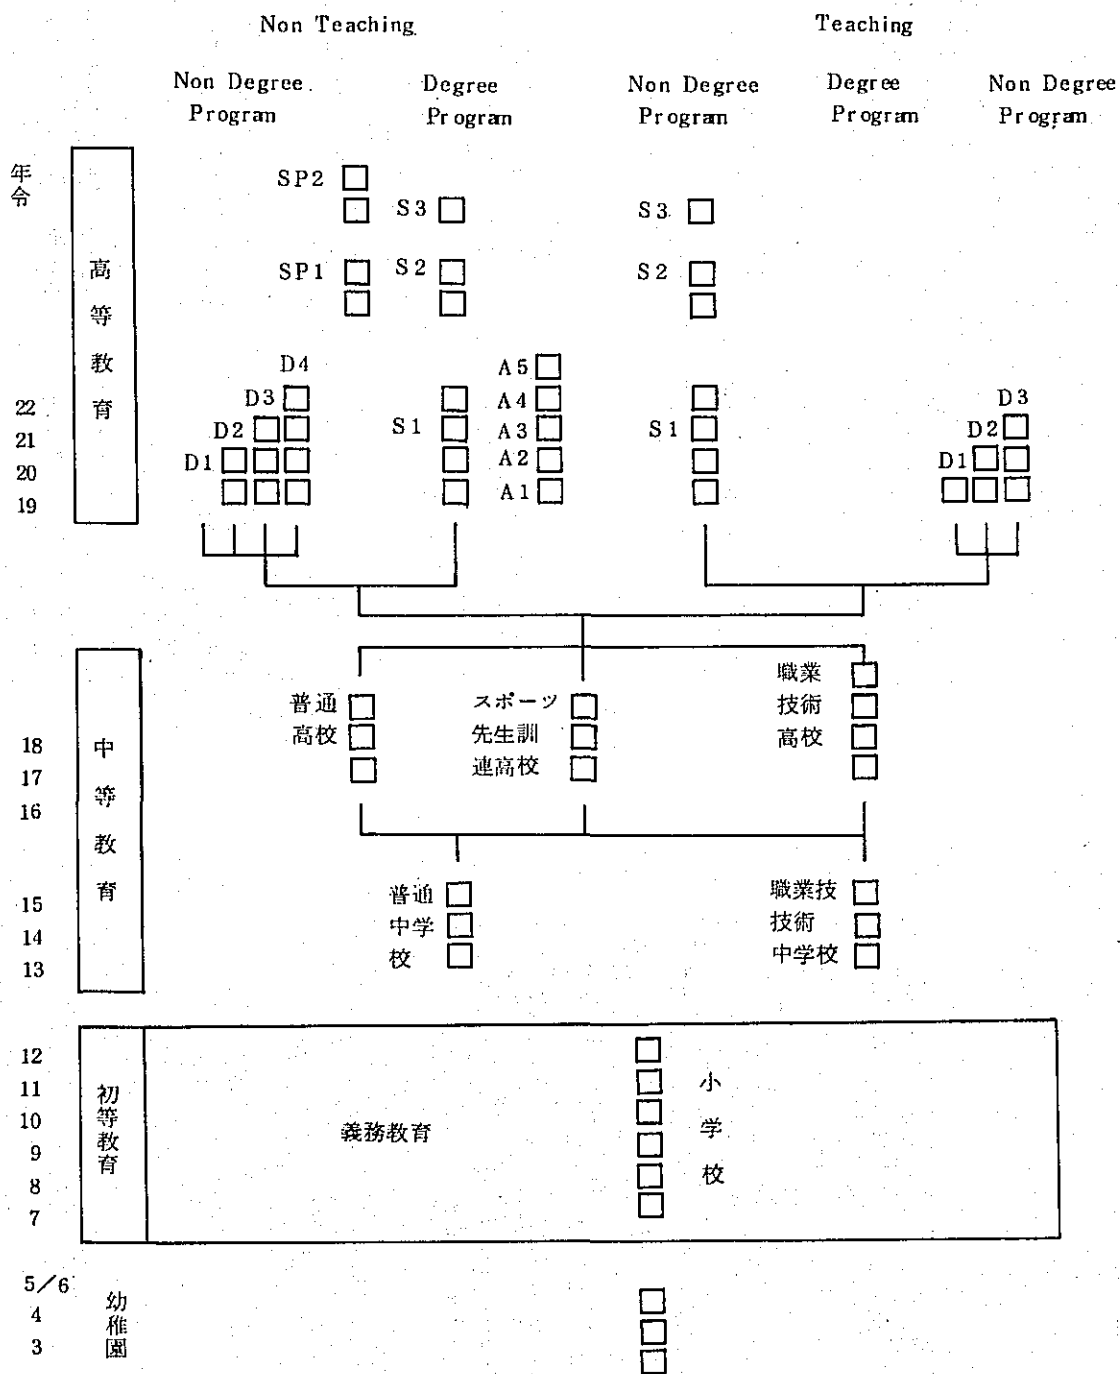 Non Teaching
Teaching
Non Degree
Program
Degree
Program
Non Degree
Program
Degree
Program
Non Degree
Program
年令
高等教育
SP2
S3
S3
SP1
S2
S2
D4
A5
22
D3
A4
D3
21
D2
S1
A3
S1
D2
20
D1
A2
D1
19
A1
中等教育
普通
高校
スポーツ
先生訓
連高校
職業
技術
高校
18
17
16
普通
中学
校
職業技
技術
中学校
15
14
13
初等教育
義務教育
小学校
12
11
10
9
8
7
5/6
4
3
幼稚園